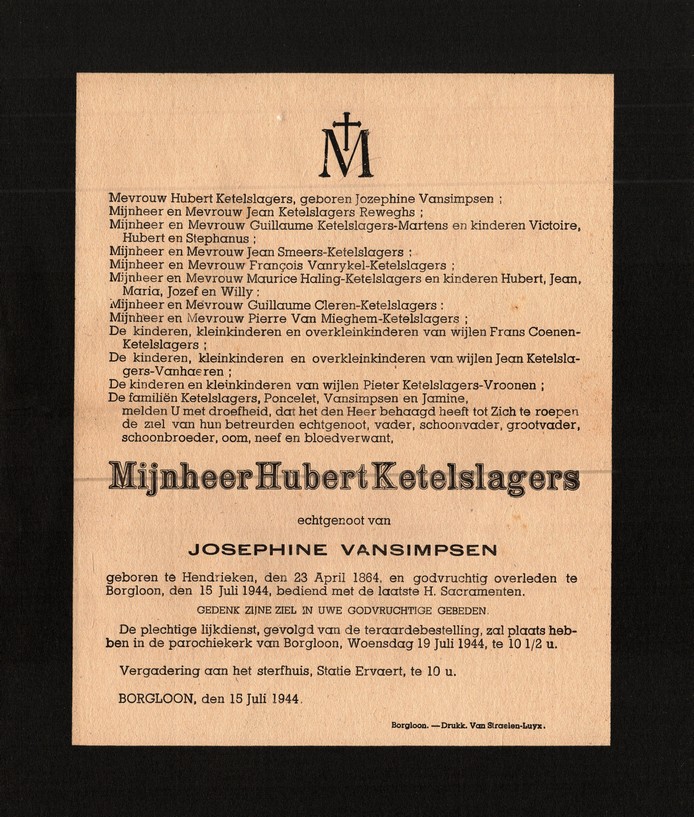 M
Mevrouw Hubert Ketelslagers, geboren Jozephine Vansimpsen ;
Mijnheer en Mevrouw Jean Ketelslagers Reweghs ;
Mijnheer en Mevrouw Guillaume Ketelslagers-Martens en kinderen Victoire,
Hubert en Stephanus ;
Mijnheer en Mevrouw Jean Smeers-Ketelslagers :
Mijnheer en Mevrouw François Vanrykel-Ketelslagers ;
Mijnheer en Mevrouw Maurice Haling-Ketelslagers en kinderen Hubert, Jean,
Maria, Jozef en Willy :
Mijnheer en Mevrouw Guillaume Cleren-Ketelslagers :
Mijnheer en Mevrouw Pierre Van Mieghem-Ketelslagers ;
De kinderen, kleinkinderen en overkleinkinderen van wijlen Frans Coenen-
Ketelslagers ;
De kinderen, kleinkinderen en overkleinkinderen van wijlen Jean Ketelsla-
gers-Vanhaeren ;
De kinderen en kleinkinderen van wijlen Pieter Ketelslagers-Vroonen ;
De familiën Ketelslagers, Poncelet, Vansimpsen en Jamine,
melden U met droefheid, dat het den Heer behaagd heeft tot Zich te roepen
de ziel van hun betreurden echtgenoot, vader, schoonvader, grootvader,
schoonbroeder, oom, neef en bloedverwant,
Mijnheer Hubert Ketelslagers
echtgenoot van
JOSEPHINE VANSIMPSEN
geboren te Hendrieken, den 23 April 1864, en godvruchtig overleden te
Borgloon, den 15 Juli 1944, bediend met de laatste H. Sacramenten.
GEDENK ZIJNE ZIEL IN UWE GODVRUCHTIGE GEBEDEN.
De plechtige lijkdienst, gevolgd van de teraardebestelling, zal plaats heb-
ben in de parochiekerk van Borgloon, Woensdag 19 Juli 1944, te 10 1/2 u.
Vergadering aan het sterfhuis, Statie Ervaert, te 10 u.
BORGLOON, den 15 Juli 1944.
Borgloon. — Drukk. Van Straelen-Luyx.